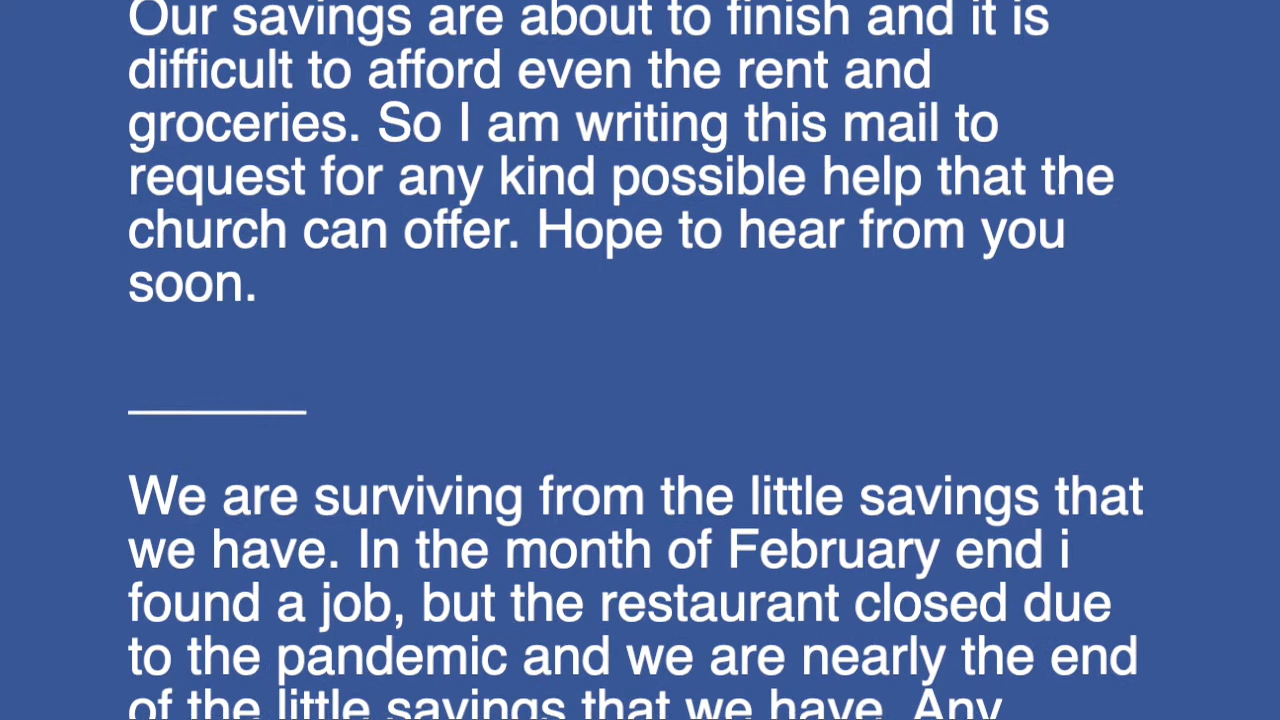 Our savings are about to finish and it is
difficult to afford even the rent and
groceries. So I am writing this mail to
request for any kind possible help that the
church can offer. Hope to hear from you
soon.
We are surviving from the little savings that
we have. In the month of February end i
found a job, but the restaurant closed due
to the pandemic and we are nearly the end
of the little savings that we have. Any